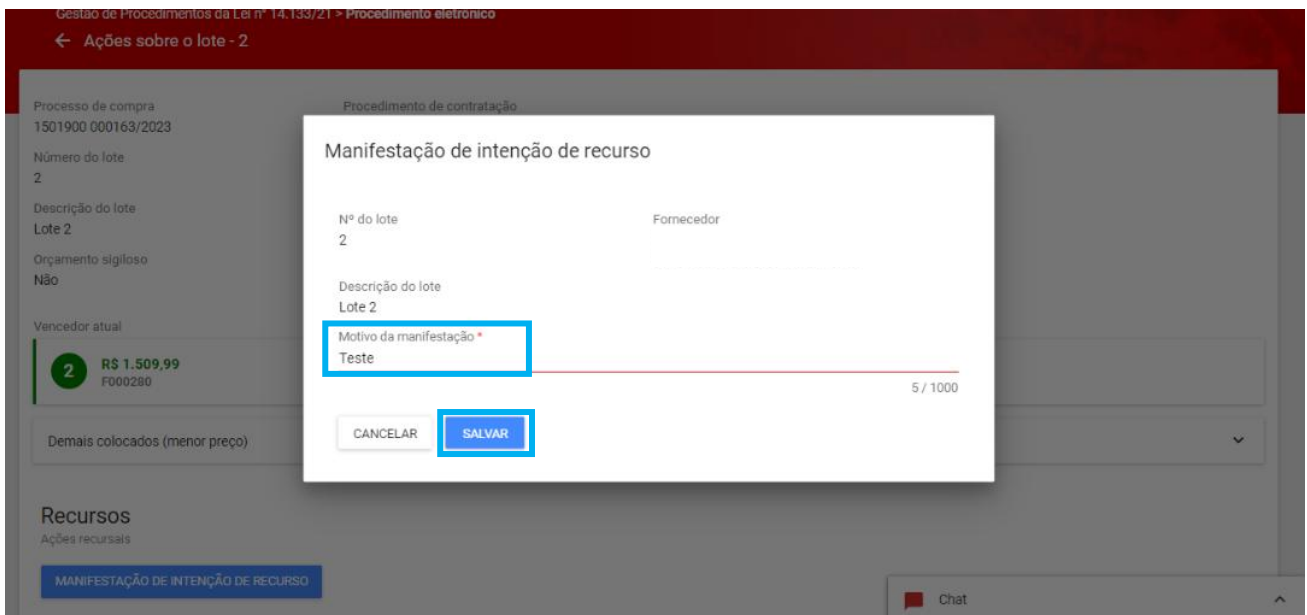 Gestão de Procedimentos da Lei nº 14.133/21 > Procedimento eletrônico
← Ações sobre o lote - 2
Processo de compra
1501900 000163/2023
Procedimento de contratação
Número do lote
2
Descrição do lote
Lote 2
Orçamento sigiloso
Não
Vencedor atual
2
R$ 1.509,99
F000280
Demais colocados (menor preço)
Manifestação de intenção de recurso
Nº do lote
2
Fornecedor
Descrição do lote
Lote 2
Motivo da manifestação *
Teste
5 / 1000
CANCELAR
SALVAR
Recursos
Ações recursais
MANIFESTAÇÃO DE INTENÇÃO DE RECURSO
Chat